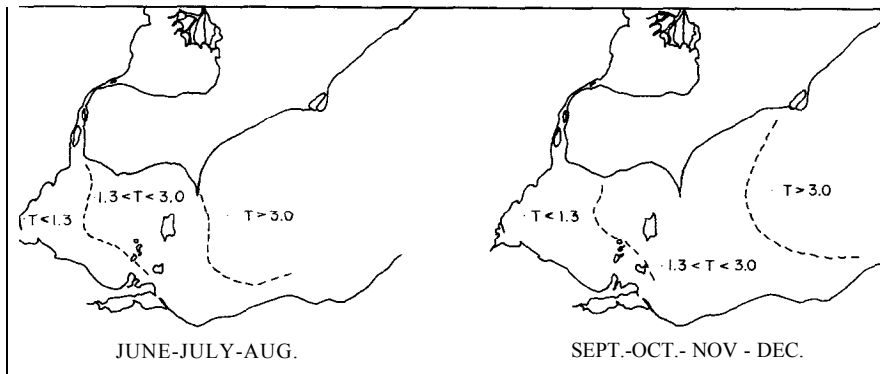 T < 1.3
1.3 < T < 3.0
T > 3.0
JUNE-JULY-AUG.
T < 1.3
1.3 < T < 3.0
T > 3.0
SEPT.-OCT.- NOV - DEC.